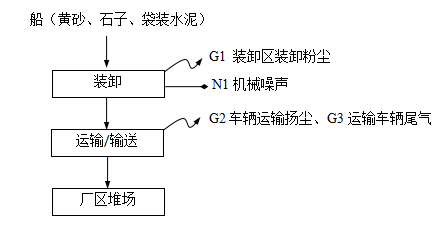 船（黄砂、石子、袋装水泥）
G1 装卸区装卸粉尘
装卸
N1 机械噪声
G2 车辆运输扬尘、G3 运输车辆尾气
运输/输送
厂区堆场